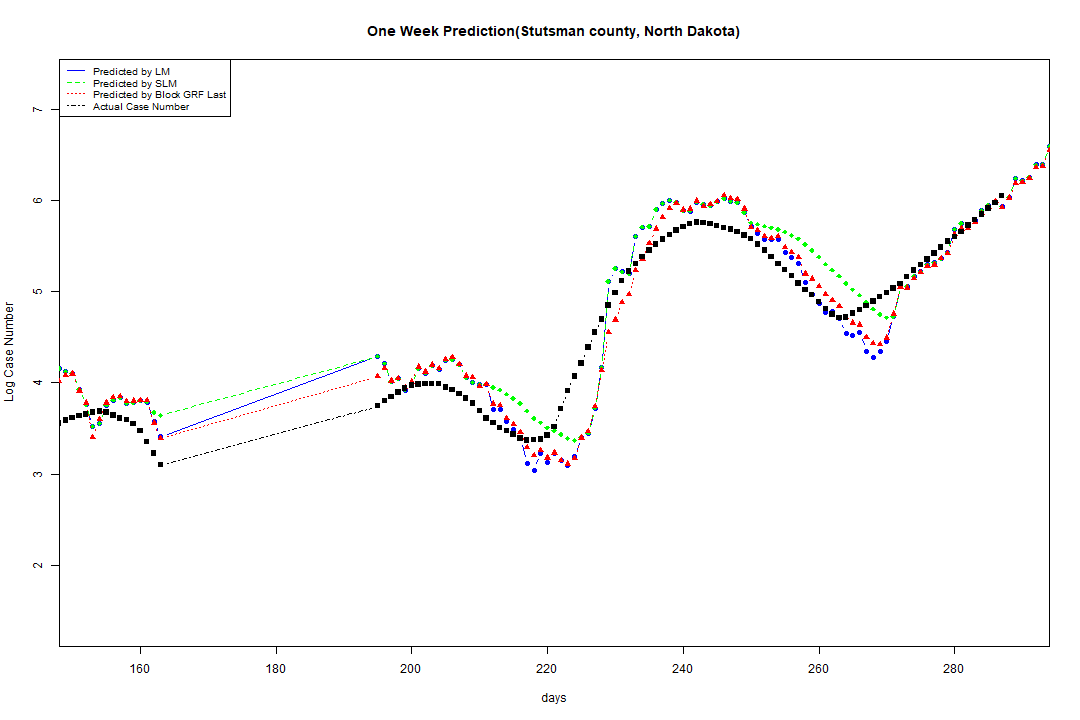 One Week Prediction(Stutsman county, North Dakota)
Predicted by LM
Predicted by SLM
Predicted by Block GRF Last
Actual Case Number
7
6
5
4
3
2
Log Case Number
160 180 200 220 240 260 280
days